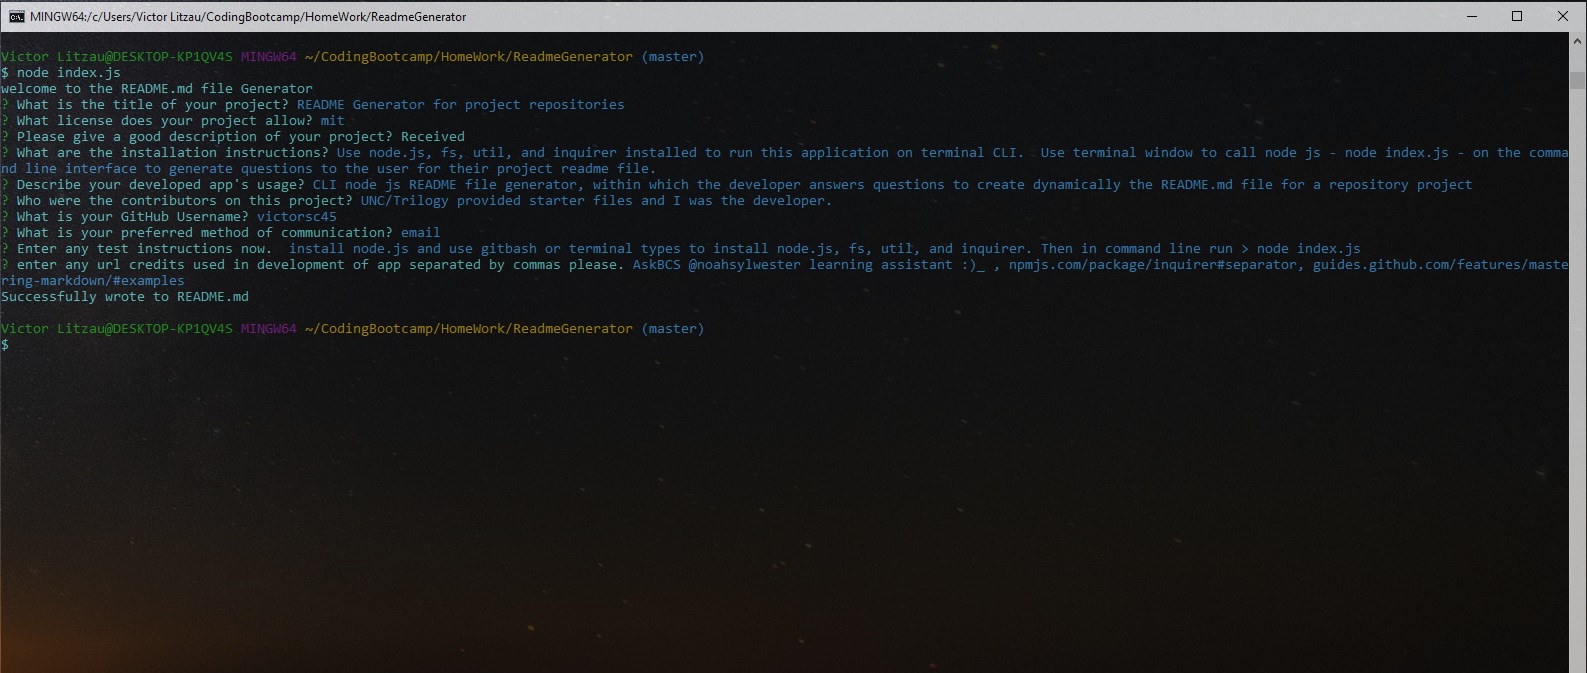 MINGW64:/c/Users/Victor Litzau/CodingBootcamp/HomeWork/ReadmeGenerator
Victor Litzau@DESKTOP-KP1QV4S MINGW64 ~/CodingBootcamp/HomeWork/ReadmeGenerator (master)
$ node index.js
welcome to the README.md file Generator
? What is the title of your project? README Generator for project repositories
? What license does your project allow? mit
? Please give a good description of your project? Received
? What are the installation instructions? Use node.js, fs, util, and inquirer installed to run this application on terminal CLI.  Use terminal window to call node js - node index.js - on the comma
nd line interface to generate questions to the user for their project readme file.
? Describe your developed app's usage? CLI node js README file generator, within which the developer answers questions to create dynamically the README.md file for a repository project
? Who were the contributors on this project? UNC/Trilogy provided starter files and I was the developer.
? What is your GitHub Username? victorsc45
? What is your preferred method of communication? email
? Enter any test instructions now.  install node.js and use gitbash or terminal types to install node.js, fs, util, and inquirer. Then in command line run > node index.js
? enter any url credits used in development of app separated by commas please. AskBCS @noahsylwester learning assistant :)_ , npmjs.com/package/inquirer#separator, guides.github.com/features/maste
ring-markdown/#examples
Successfully wrote to README.md
Victor Litzau@DESKTOP-KP1QV4S MINGW64 ~/CodingBootcamp/HomeWork/ReadmeGenerator (master)
$